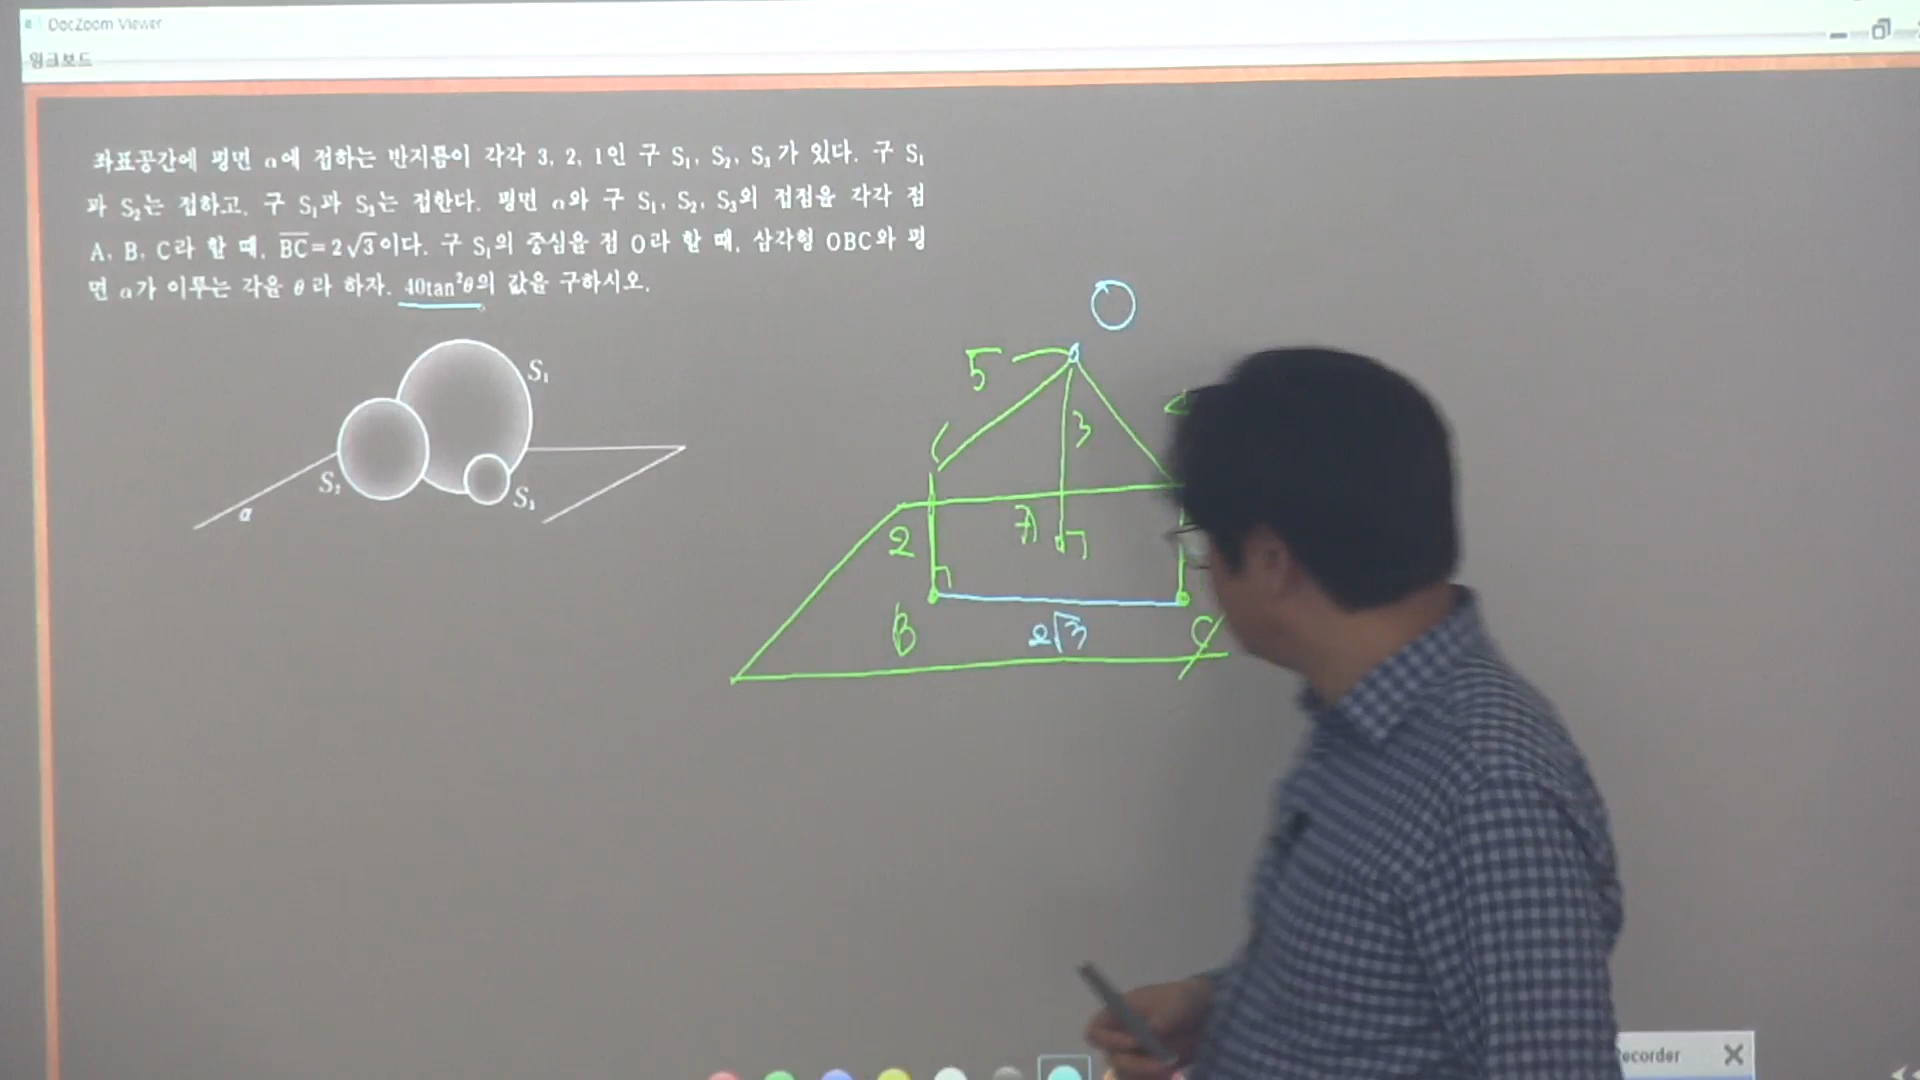 DocZoom Viewer
잉크보드
좌표공간에 평면 α에 접하는 반지름이 각각 3, 2, 1인 구 S₁, S₂, S₃가 있다. 구 S₁
과 S₂는 접하고, 구 S₁과 S₃는 접한다. 평면 α와 구 S₁, S₂, S₃의 접점을 각각 점
A, B, C라 할 때, BC=2√3이다. 구 S₁의 중심을 점 O라 할 때, 삼각형 OBC와 평
면 α가 이루는 각을 θ라 하자. 40tan²θ의 값을 구하시오.
S₁
S₂
S₃
α
O
5
3
2
A
B
2√3
C
ecorder